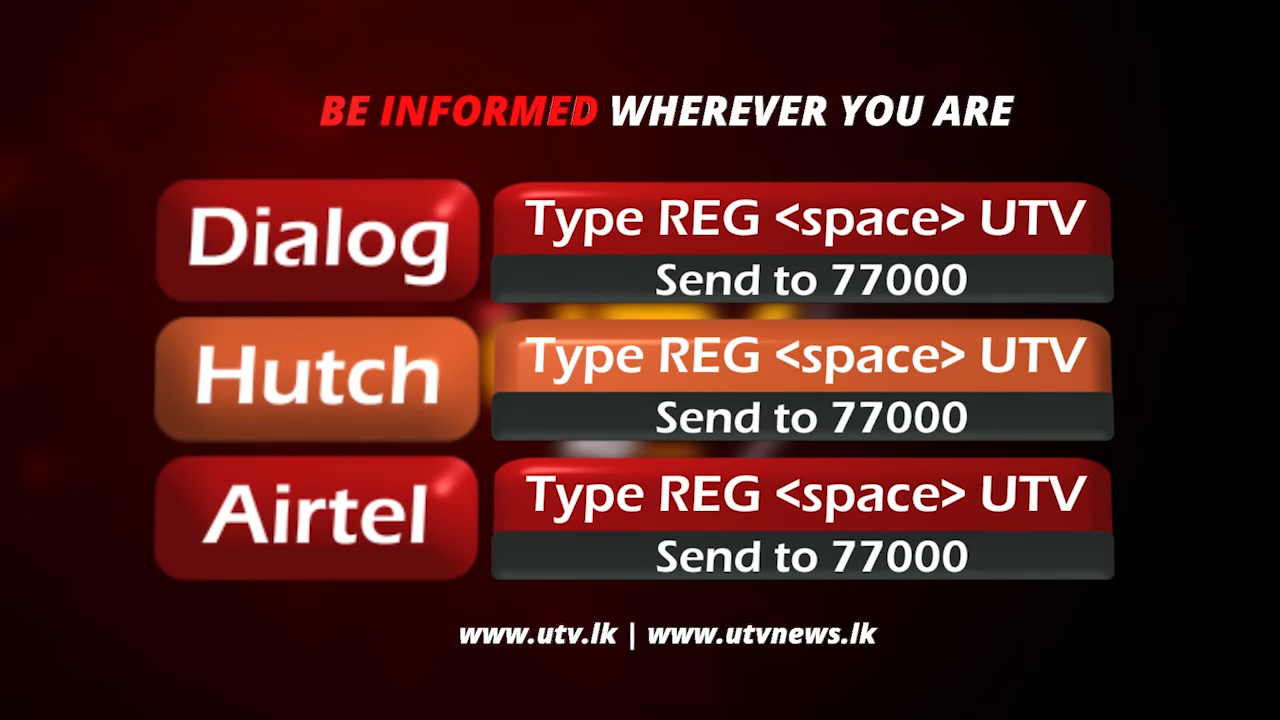 BE INFORMED WHEREVER YOU ARE
Dialog
Type REG <space> UTV
Send to 77000
Hutch
Type REG <space> UTV
Send to 77000
Airtel
Type REG <space> UTV
Send to 77000
www.utv.lk | www.utvnews.lk